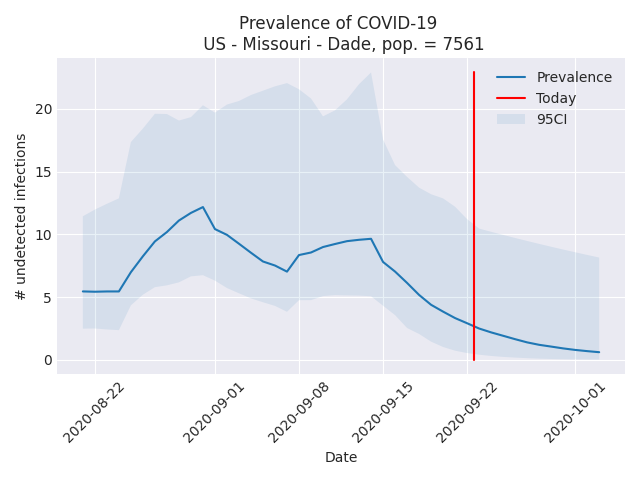 Prevalence of COVID-19
US - Missouri - Dade, pop. = 7561
Prevalence
Today
95CI
# undetected infections
20
15
10
5
0
2020-08-22
2020-09-01
2020-09-08
2020-09-15
2020-09-22
2020-10-01
Date